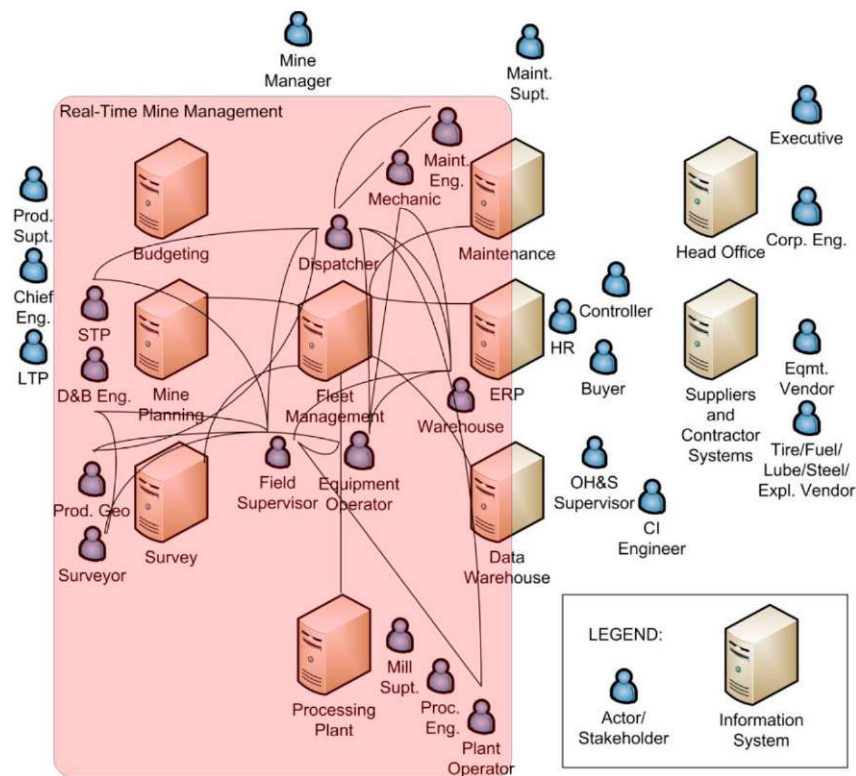 Mine
Manager
Maint.
Supt.
Real-Time Mine Management
Executive
Maint.
Eng.
Mechanic
Prod.
Supt.
Budgeting
Dispatcher
Maintenance
Head Office
Corp. Eng.
Chief
Eng.
STP
Controller
HR
LTP
D&B Eng.
Mine
Planning
Fleet
Management
Warehouse
ERP
Buyer
Suppliers
and
Contractor
Systems
Eqmt.
Vendor
Tire/Fuel/
Lube/Steel/
Expl. Vendor
Prod. Geo
Field
Supervisor
Equipment
Operator
OH&S
Supervisor
CI
Engineer
Surveyor
Survey
Data
Warehouse
Processing
Plant
Mill
Supt.
Proc.
Eng.
Plant
Operator
LEGEND:
Actor/
Stakeholder
Information
System